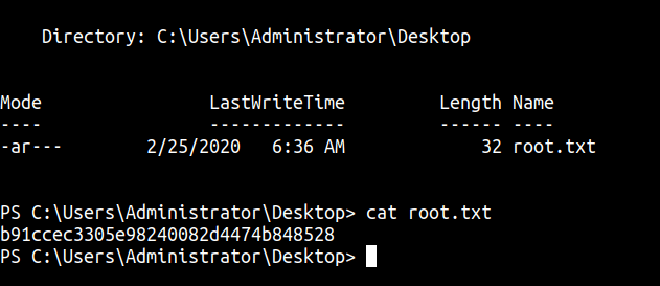 Directory: C:\Users\Administrator\Desktop
Mode LastWriteTime Length Name
---- ------------- ------ ----
-ar--- 2/25/2020 6:36 AM 32 root.txt
PS C:\Users\Administrator\Desktop> cat root.txt
b91ccec3305e98240082d4474b848528
PS C:\Users\Administrator\Desktop>